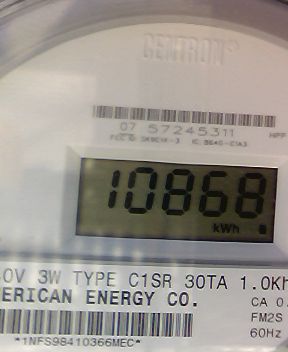 CENTRON®
07 57245311
10868
kWh
3W TYPE C1SR 30TA 1.0Kh
ERICAN ENERGY CO.
CA 0.
FM2S
60Hz
*1NFS98410366MEC*